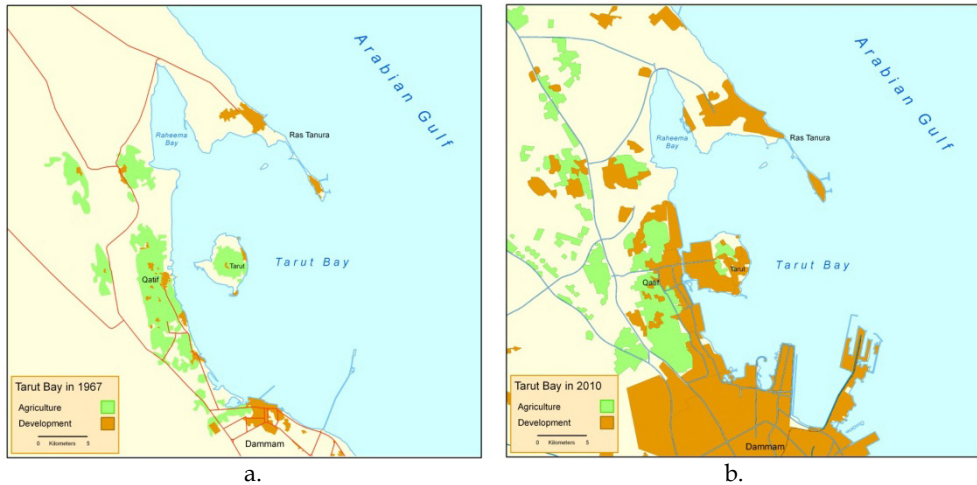 Arabian Gulf
Raheema
Bay
Ras Tanura
Tarut
Tarut Bay
Qatif
Tarut Bay in 1967
Agriculture
Development
0 Kilometers 5
Dammam
a.
Arabian Gulf
Raheema
Bay
Ras Tanura
Tarut
Tarut Bay
Qatif
Tarut Bay in 2010
Agriculture
Development
0 Kilometers 5
Dammam
b.